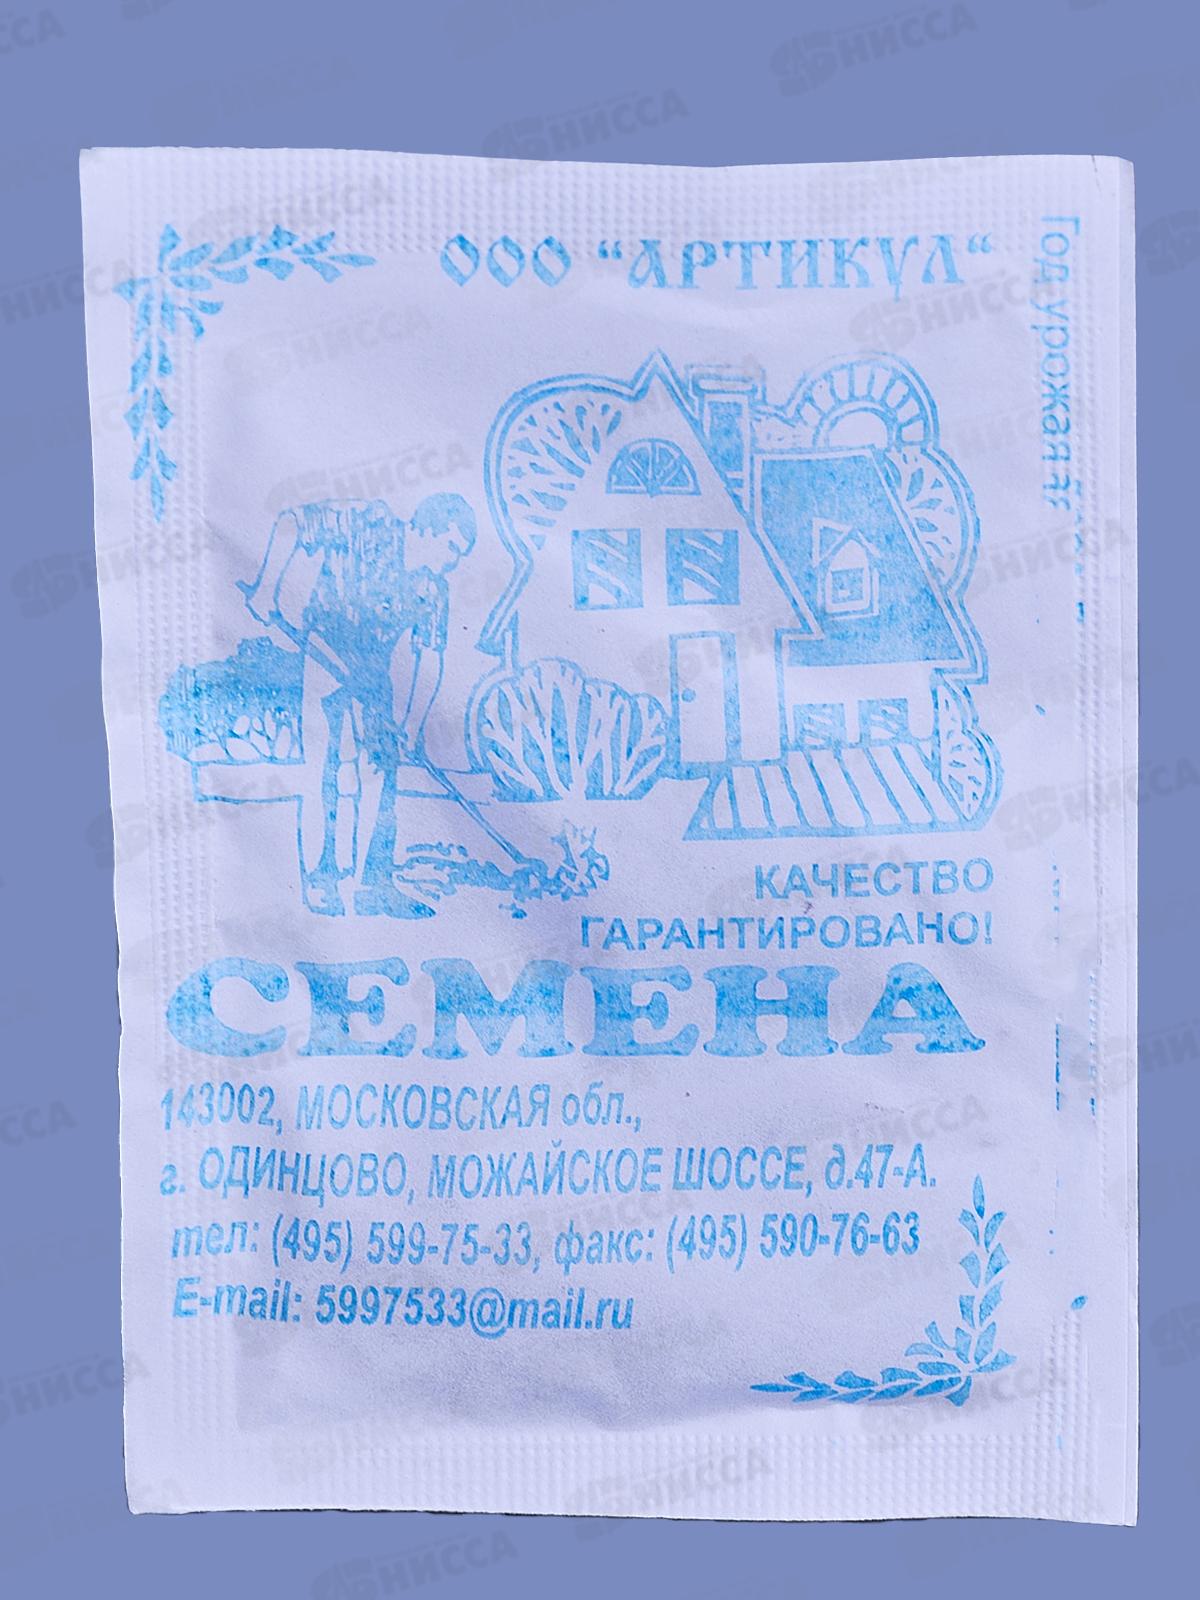 ООО “АРТИКУЛ“
Год урожая
КАЧЕСТВО
ГАРАНТИРОВАНО!
СЕМЕНА
143002, МОСКОВСКАЯ обл.,
г. ОДИНЦОВО, МОЖАЙСКОЕ ШОССЕ, д.47-А.
тел: (495) 599-75-33, факс: (495) 590-76-63
E-mail: 5997533@mail.ru
НИССА